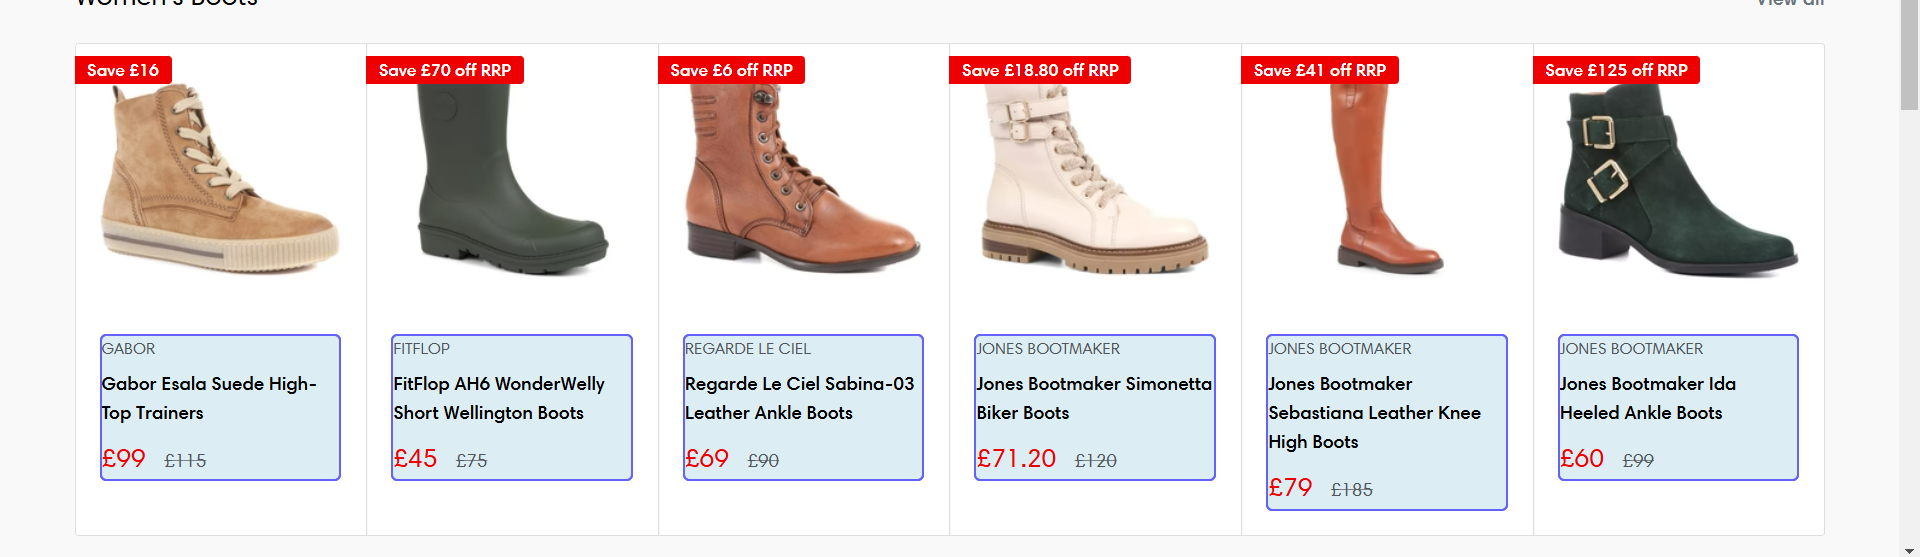 Women's Boots
View all
Save £16
Save £70 off RRP
Save £6 off RRP
Save £18.80 off RRP
Save £41 off RRP
Save £125 off RRP
GABOR
Gabor Esala Suede High-
Top Trainers
£99 £115
FITFLOP
FitFlop AH6 WonderWelly
Short Wellington Boots
£45 £75
REGARDE LE CIEL
Regarde Le Ciel Sabina-03
Leather Ankle Boots
£69 £90
JONES BOOTMAKER
Jones Bootmaker Simonetta
Biker Boots
£71.20 £120
JONES BOOTMAKER
Jones Bootmaker
Sebastiana Leather Knee
High Boots
£79 £185
JONES BOOTMAKER
Jones Bootmaker Ida
Heeled Ankle Boots
£60 £99